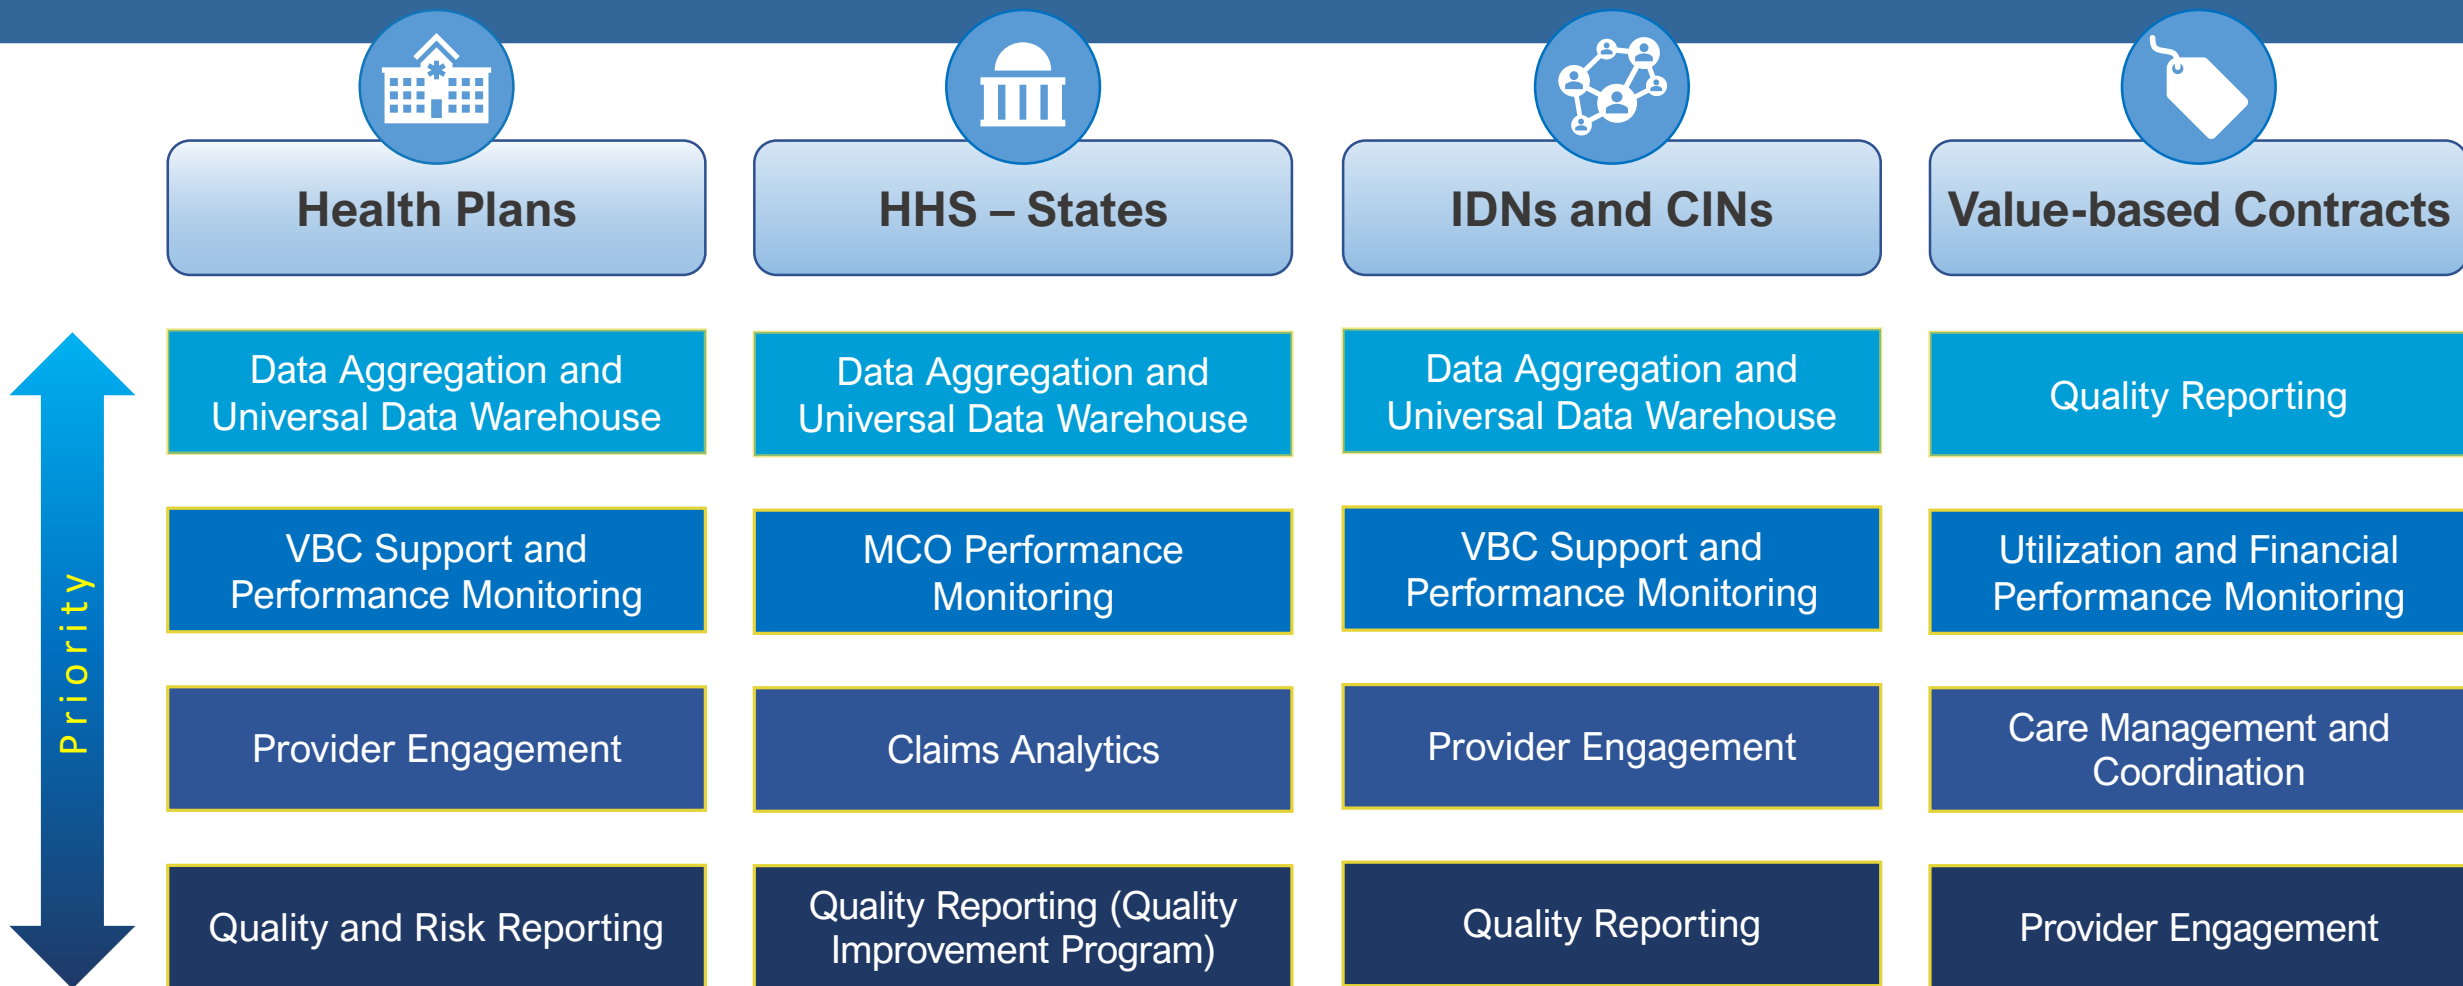 Health Plans
HHS – States
IDNs and CINs
Value-based Contracts
Priority
Data Aggregation and
Universal Data Warehouse
Data Aggregation and
Universal Data Warehouse
Data Aggregation and
Universal Data Warehouse
Quality Reporting
VBC Support and
Performance Monitoring
MCO Performance
Monitoring
VBC Support and
Performance Monitoring
Utilization and Financial
Performance Monitoring
Provider Engagement
Claims Analytics
Provider Engagement
Care Management and
Coordination
Quality and Risk Reporting
Quality Reporting (Quality
Improvement Program)
Quality Reporting
Provider Engagement